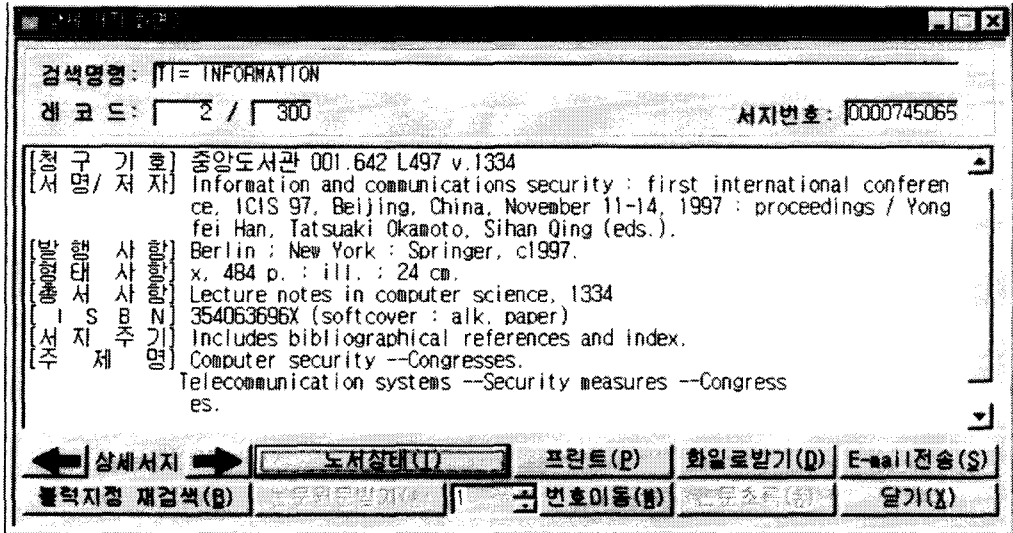 검색명령: TI= INFORMATION
레 코 드: 2 / 300 서지번호: 0000745065
[청 구 기 호] 중앙도서관 001.642 L497 v.1334
[서 명/ 저 자] Information and communications security : first international conferen
ce, ICIS 97, Beijing, China, November 11-14, 1997 : proceedings / Yong
fei Han, Tatsuaki Okamoto, Sihan Qing (eds.).
[발 행 사 항] Berlin ; New York : Springer, c1997.
[형 태 사 항] x, 484 p. : ill. ; 24 cm.
[총 서 사 항] Lecture notes in computer science, 1334
[ I S B N] 354063696X (softcover : alk. paper)
[서 지 주 기] Includes bibliographical references and index.
[주 제 명] Computer security --Congresses.
Telecommunication systems --Security measures --Congress
es.
상세서지 도서상태(T) 프린트(P) 화일로받기(D) E-mail전송(S)
블럭지정 재검색(B) 1 번호이동(N) 닫기(X)